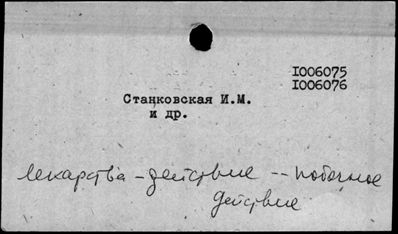 I006075
I006076
Станковская И.М.
и др.
лекарства – действие -- побочное
действие